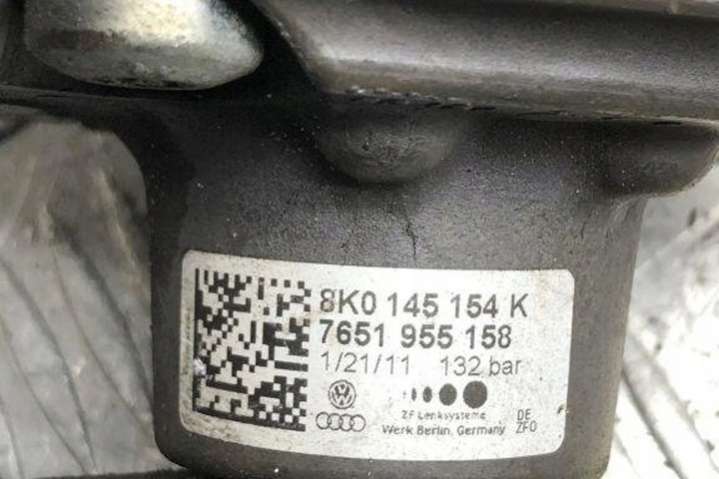 8K0 145 154 K
7651 955 158
1/21/11 132 bar
ZF Lenksysteme DE
Werk Berlin, Germany ZFO